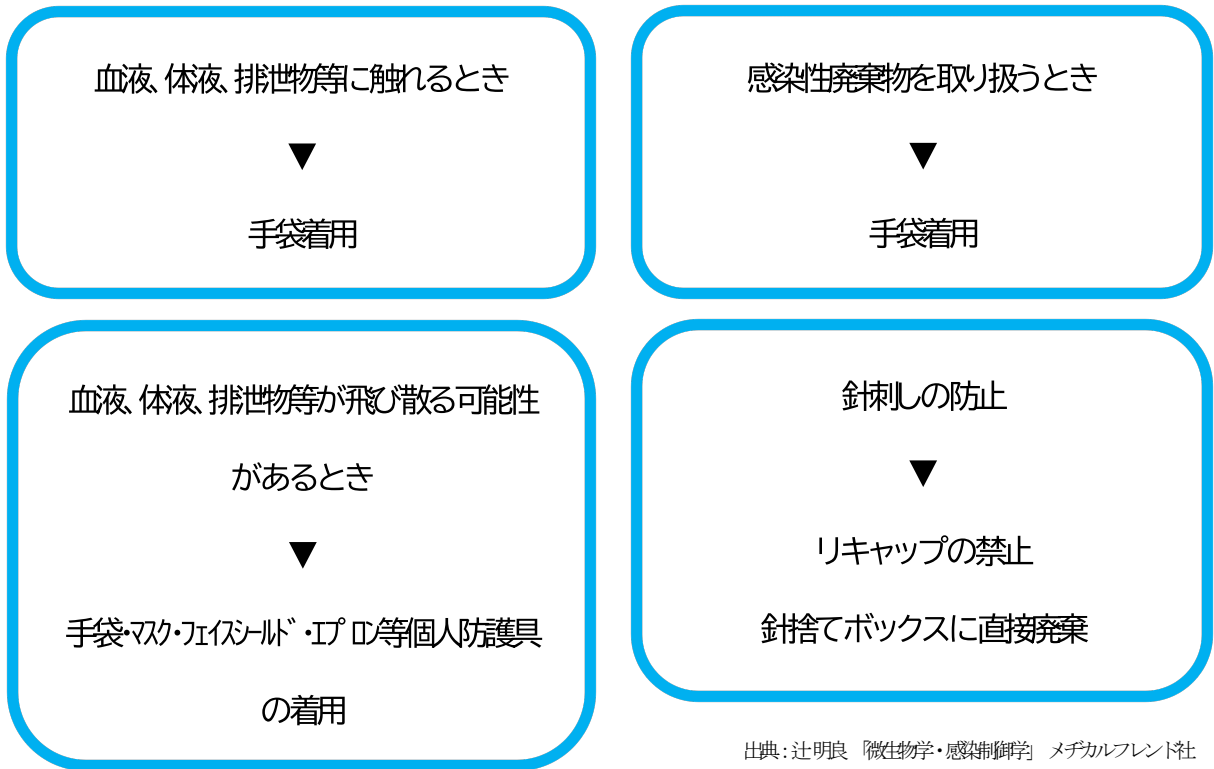 血液、体液、排泄物等に触れるとき
▼
手袋着用
感染性廃棄物を取り扱うとき
▼
手袋着用
血液、体液、排泄物等が飛び散る可能性
があるとき
▼
手袋・マスク・フェイスシールド・エプロン等個人防護具
の着用
針刺しの防止
▼
リキャップの禁止
針捨てボックスに直接廃棄
出典：辻明良 「微生物学・感染制御学」 メヂカルフレンド社